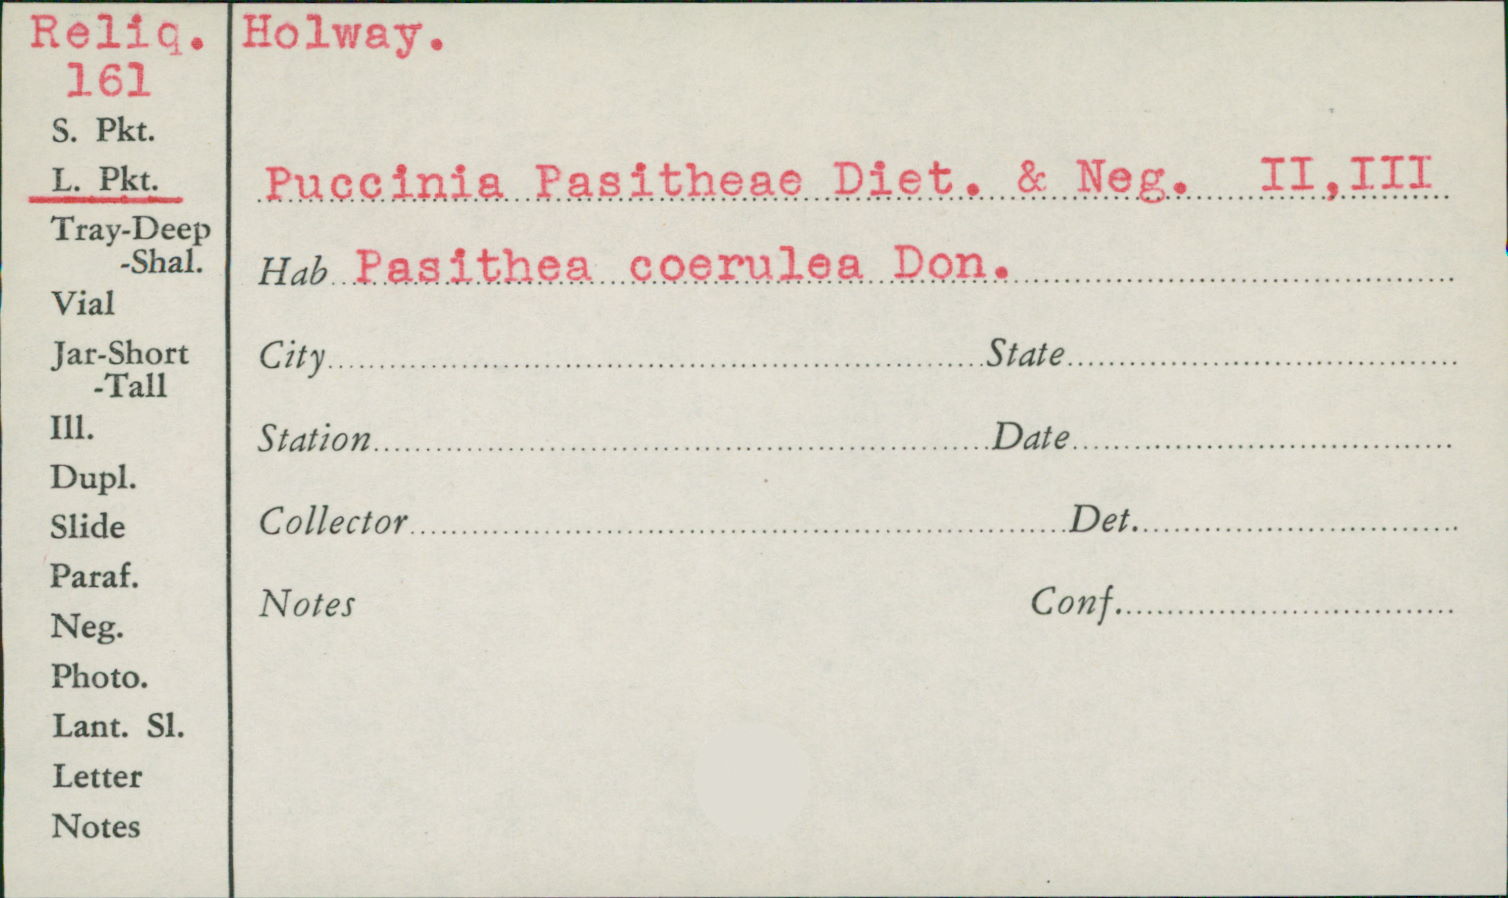 Reliq.
161
S. Pkt.
L. Pkt.
Tray-Deep
-Shal.
Vial
Jar-Short
-Tall
Ill.
Dupl.
Slide
Paraf.
Neg.
Photo.
Lant. Sl.
Letter
Notes
Holway.
Puccinia Pasitheae Diet. & Neg. II,III
Hab Pasithea coerulea Don.
City State
Station Date
Collector Det.
Notes Conf.